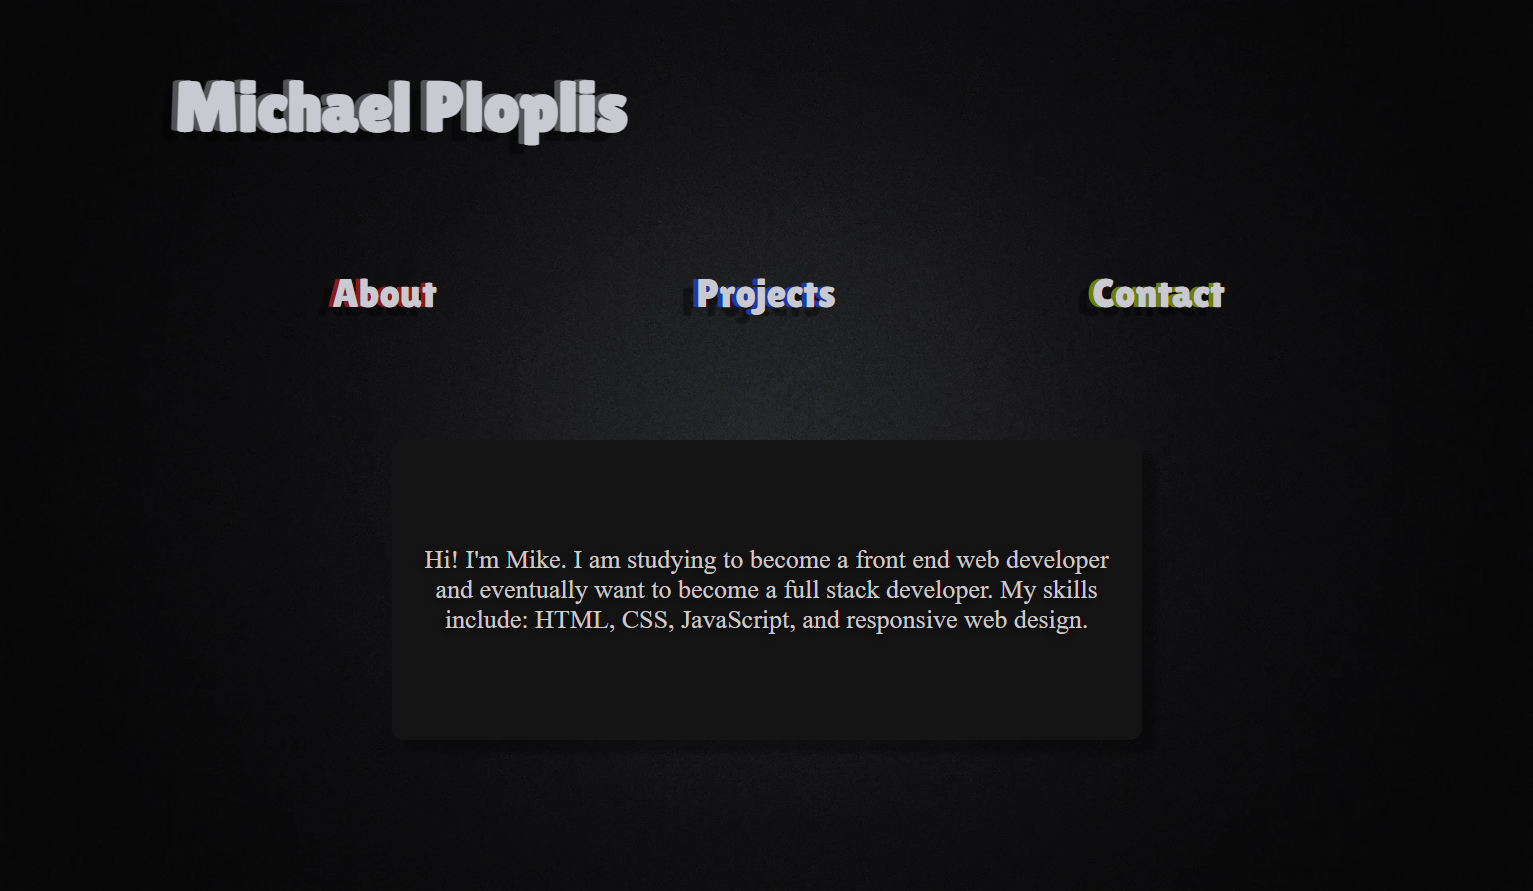 Michael Ploplis
About Projects Contact
Hi! I'm Mike. I am studying to become a front end web developer
and eventually want to become a full stack developer. My skills
include: HTML, CSS, JavaScript, and responsive web design.